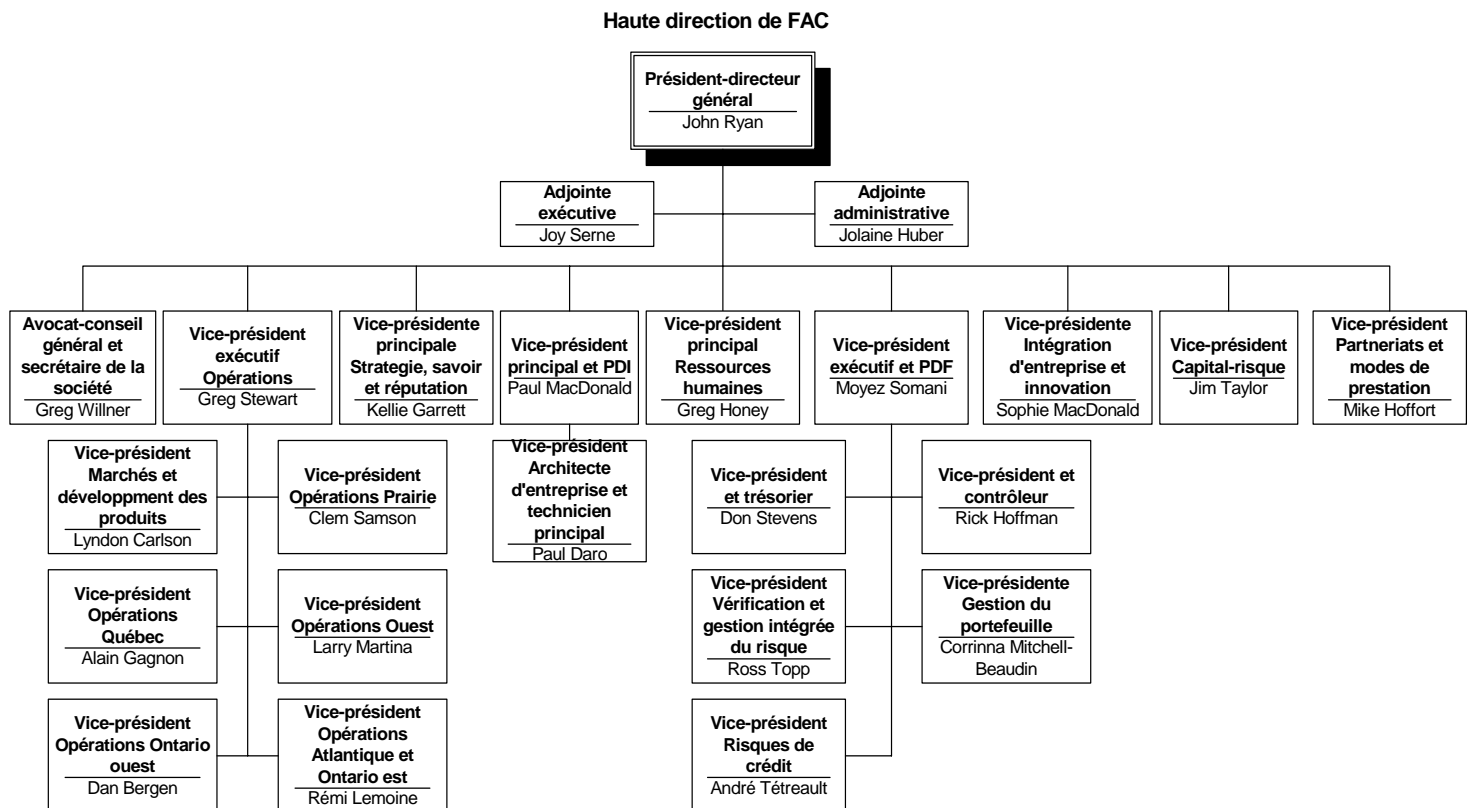 Haute direction de FAC
Président-directeur
général
John Ryan
Adjointe
exécutive
Joy Serne
Adjointe
administrative
Jolaine Huber
Avocat-conseil
général et
secrétaire de la
société
Greg Willner
Vice-président
exécutif
Opérations
Greg Stewart
Vice-présidente
principale
Strategie, savoir
et réputation
Kellie Garrett
Vice-président
principal et PDI
Paul MacDonald
Vice-président
principal
Ressources
humaines
Greg Honey
Vice-président
exécutif et PDF
Moyez Somani
Vice-présidente
Intégration
d'entreprise et
innovation
Sophie MacDonald
Vice-président
Capital-risque
Jim Taylor
Vice-président
Partneriats et
modes de
prestation
Mike Hoffort
Vice-président
Marchés et
développment des
produits
Lyndon Carlson
Vice-président
Opérations Prairie
Clem Samson
Vice-président
Architecte
d'entreprise et
technicien
principal
Paul Daro
Vice-président
et trésorier
Don Stevens
Vice-président et
contrôleur
Rick Hoffman
Vice-président
Opérations
Québec
Alain Gagnon
Vice-président
Opérations Ouest
Larry Martina
Vice-président
Vérification et
gestion intégrée
du risque
Ross Topp
Vice-présidente
Gestion du
portefeuille
Corrinna Mitchell-
Beaudin
Vice-président
Opérations Ontario
ouest
Dan Bergen
Vice-président
Opérations
Atlantique et
Ontario est
Rémi Lemoine
Vice-président
Risques de
crédit
André Tétreault